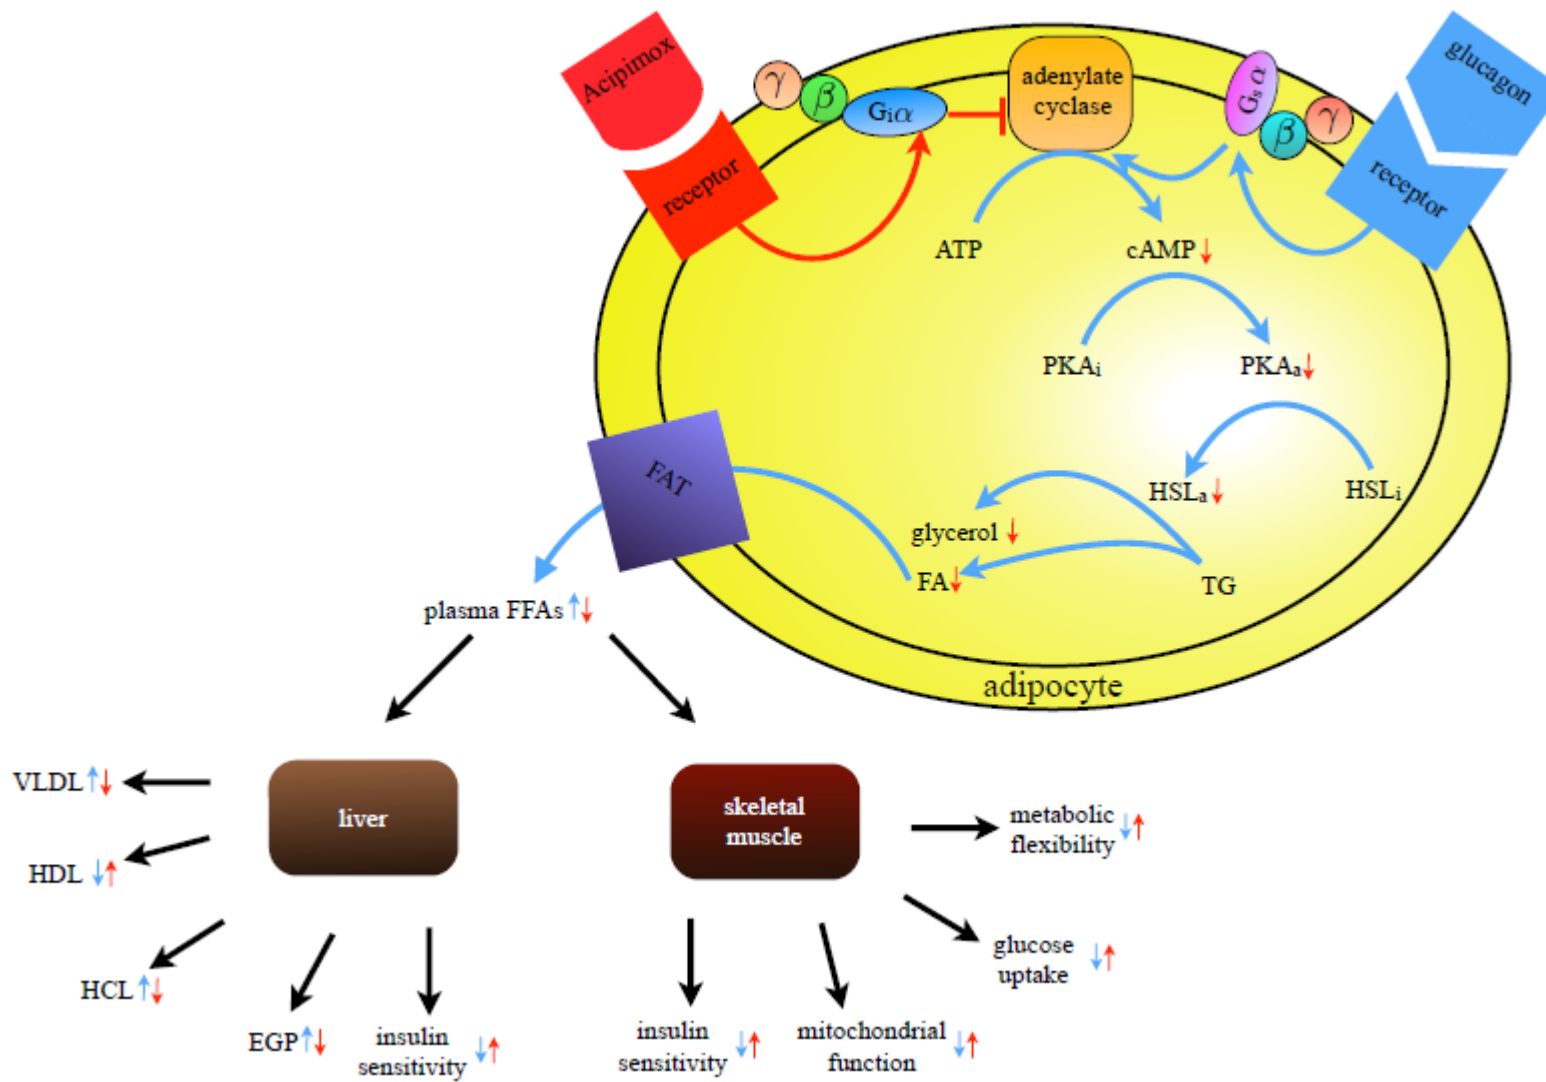 Acipimox
receptor
γ
β
Giα
adenylate
cyclase
Gs α
β
γ
glucagon
receptor
ATP
cAMP↓
PKAi
PKAa↓
HSLa↓
HSLi
FAT
glycerol ↓
FA↓
TG
plasma FFAs ↑↓
adipocyte
liver
VLDL ↑↓
HDL ↓↑
HCL ↑↓
EGP ↑↓
insulin
sensitivity ↓↑
skeletal
muscle
metabolic
flexibility ↓↑
glucose
uptake ↓↑
insulin
sensitivity ↓↑
mitochondrial
function ↓↑